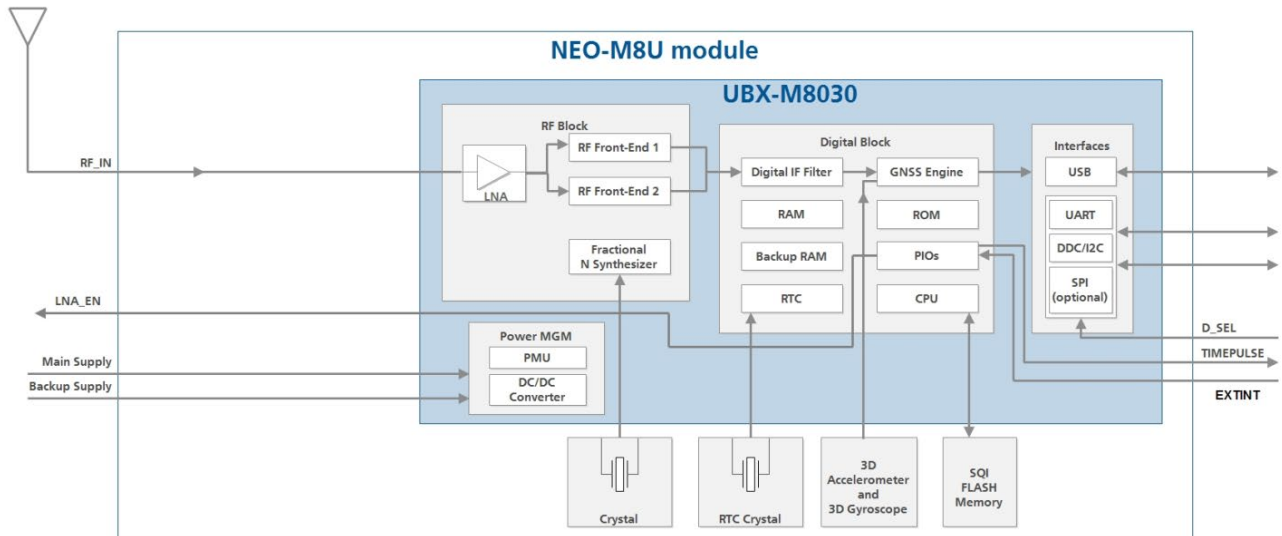 NEO-M8U module
UBX-M8030
RF Block
RF_IN
LNA
RF Front-End 1
RF Front-End 2
Fractional
N Synthesizer
Digital Block
Digital IF Filter
GNSS Engine
RAM
ROM
Backup RAM
PIOs
RTC
CPU
Interfaces
USB
UART
DDC/I2C
SPI
(optional)
LNA_EN
Power MGM
PMU
DC/DC
Converter
Main Supply
Backup Supply
D_SEL
TIMEPULSE
EXTINT
Crystal
RTC Crystal
3D
Accelerometer
and
3D Gyroscope
SQI
FLASH
Memory